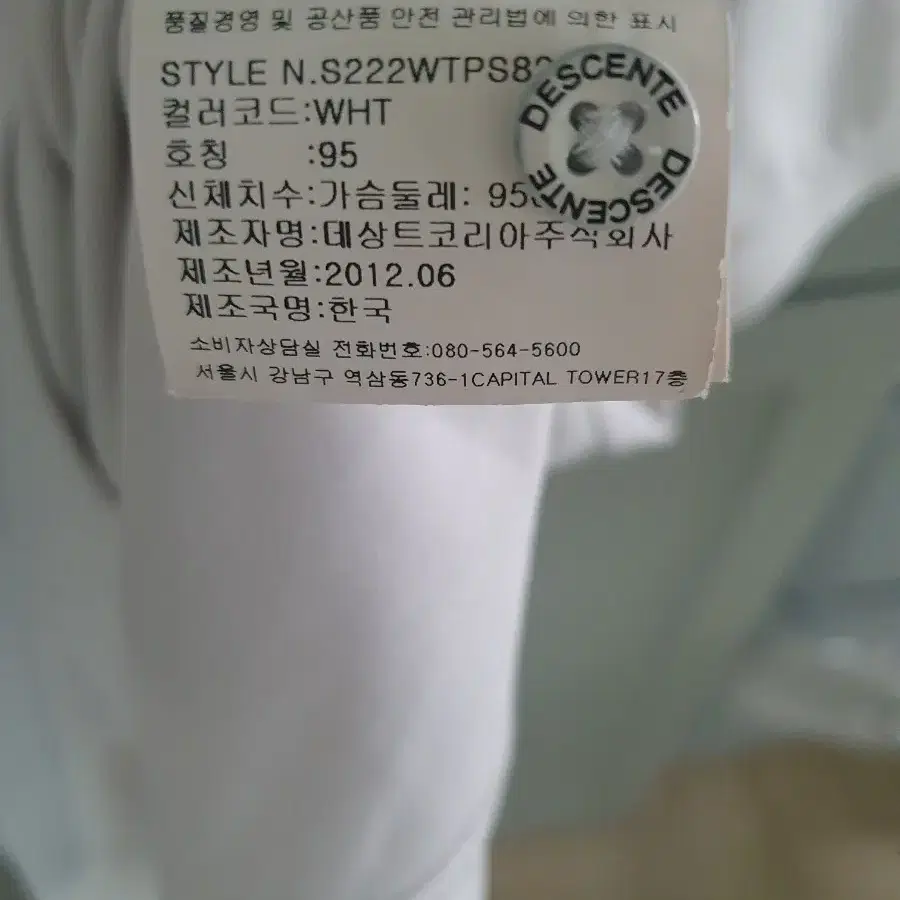 품질경영 및 공산품 안전 관리법에 의한 표시
STYLE N.S222WTPS8
컬러코드:WHT
호칭 :95
신체치수:가슴둘레: 95
제조자명:데상트코리아주식회사
제조년월:2012.06
제조국명:한국
소비자상담실 전화번호:080-564-5600
서울시 강남구 역삼동736-1CAPITAL TOWER17층
DESCENTE
DESCENTE